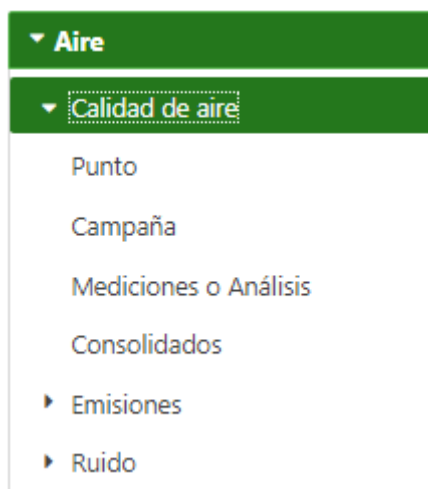 Aire
Calidad de aire
Punto
Campaña
Mediciones o Análisis
Consolidados
Emisiones
Ruido